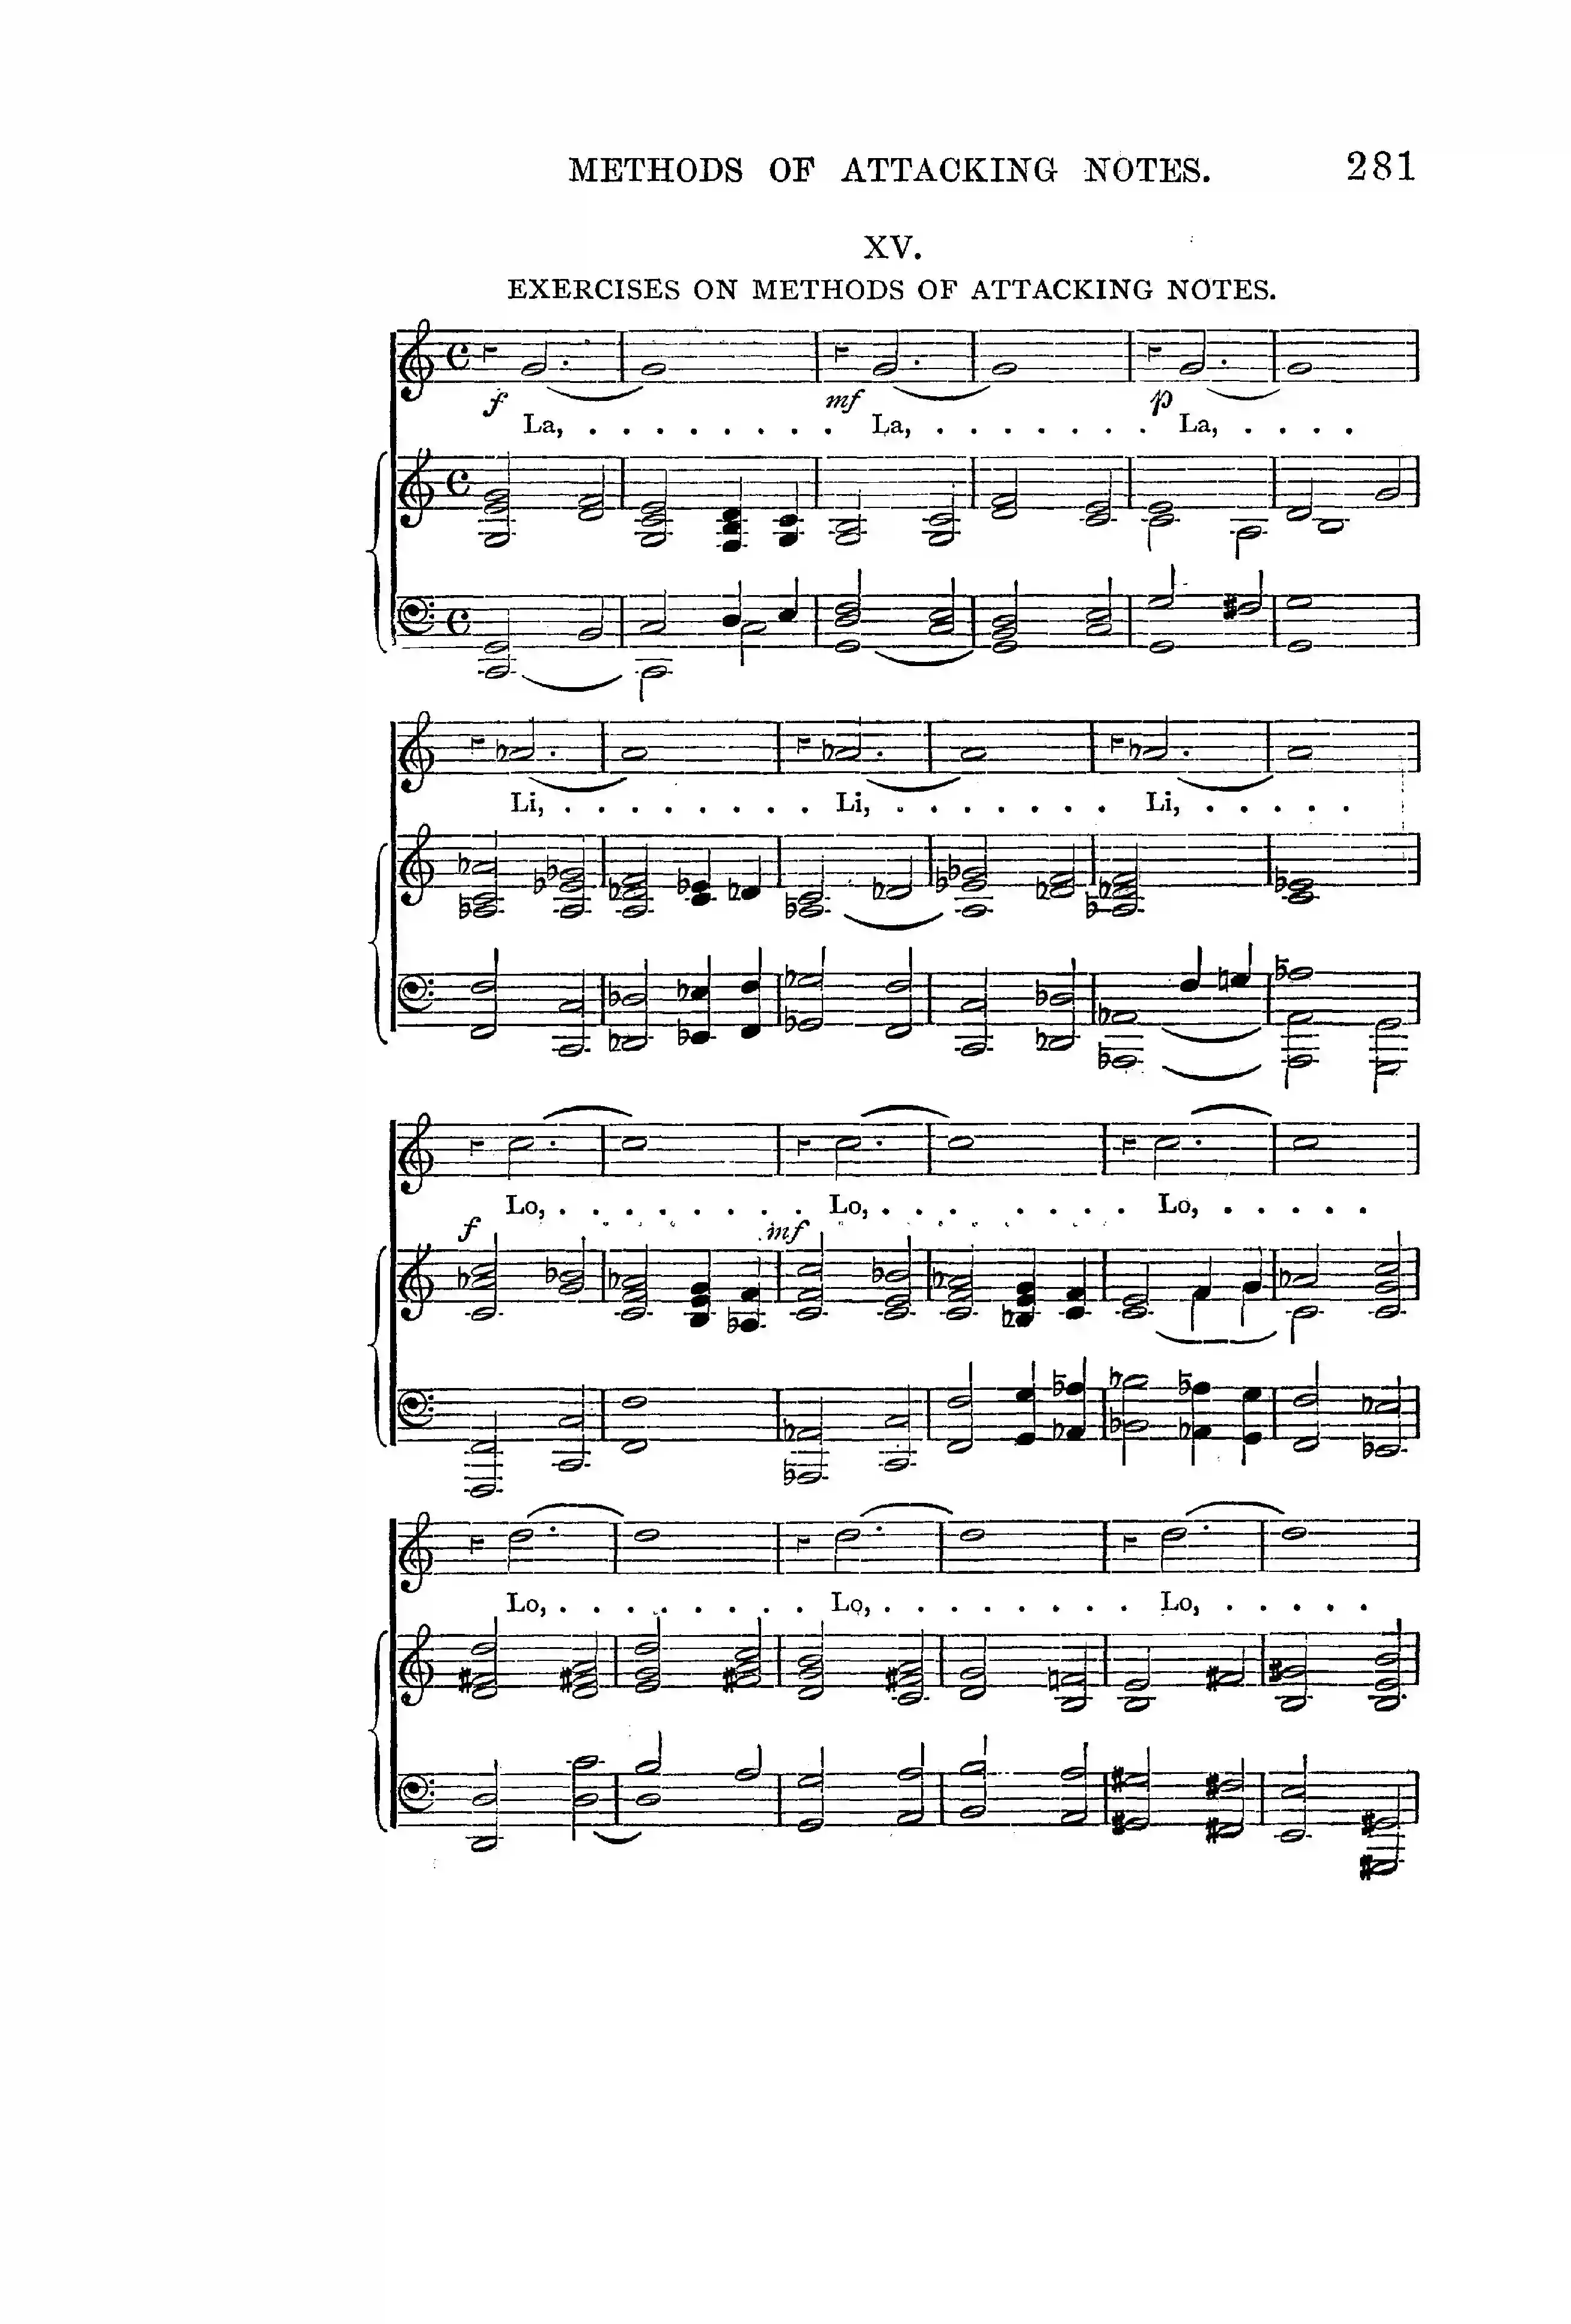 METHODS OF ATTACKING NOTES. 281
XV.
EXERCISES ON METHODS OF ATTACKING NOTES.
f mf p
La, . . . . . . . . La, . . . . . . . La, . . . .
Li, . . . . . . . . Li, . . . . . . . Li, . . . . .
Lo, . . . . . . . . Lo, . . . . . . . Lo, . . . . .
f mf
Lo, . . . . . . . . Lo, . . . . . . . . Lo, . . . . .